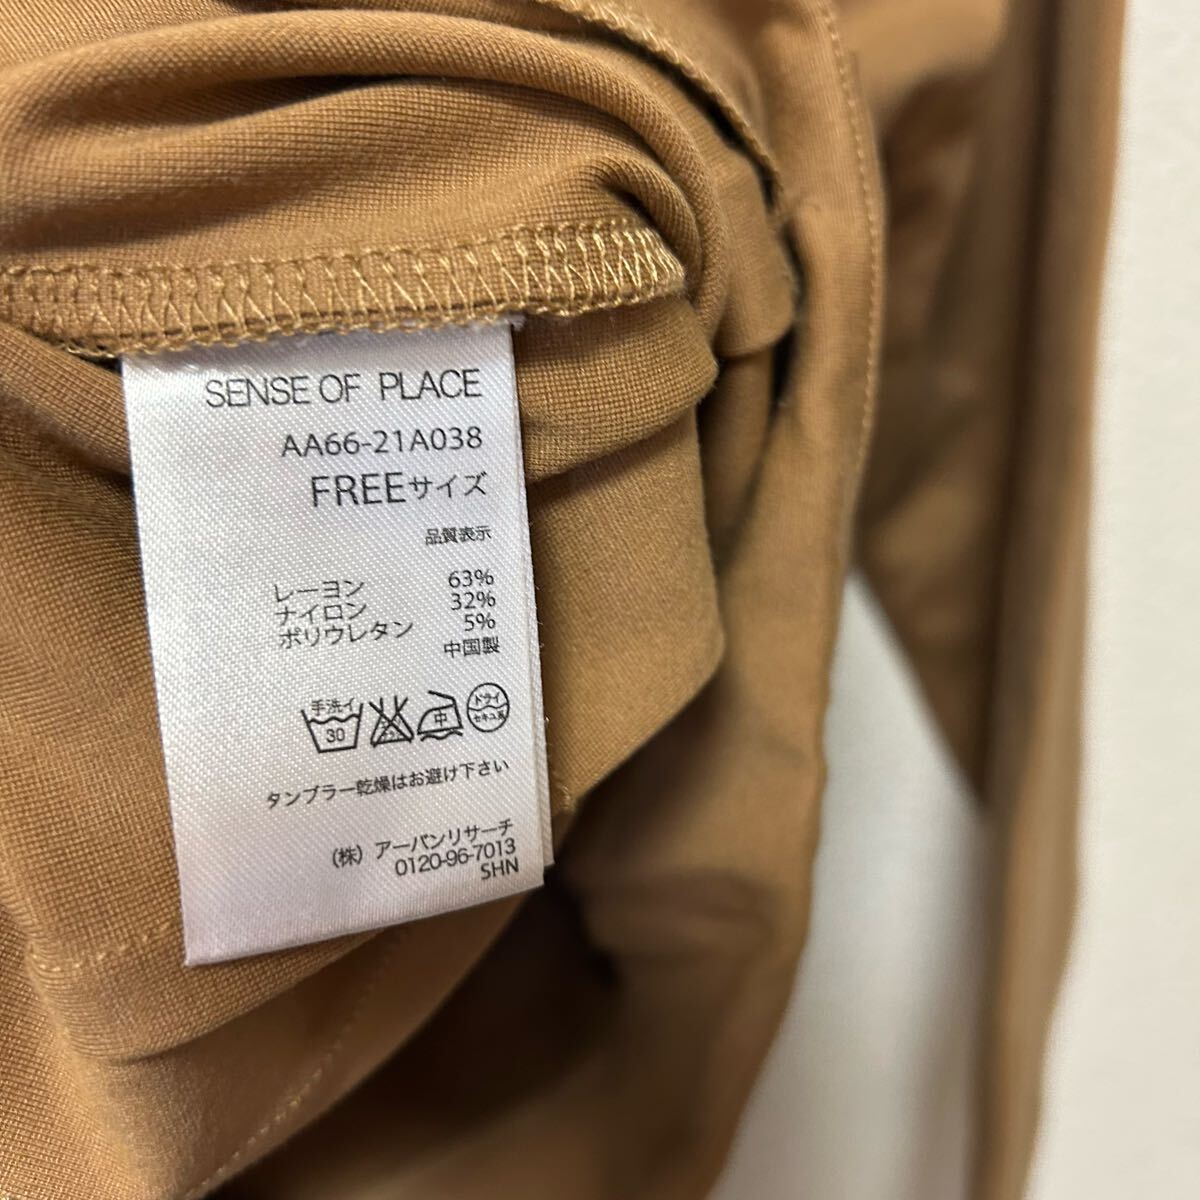 SENSE OF PLACE
AA66-21A038
FREEサイズ
品質表示
レーヨン 63%
ナイロン 32%
ポリウレタン 5%
中国製
手洗イ 30 中 ドライ セキユ系
タンブラー乾燥はお避け下さい
(株) アーバンリサーチ
0120-96-7013
SHN